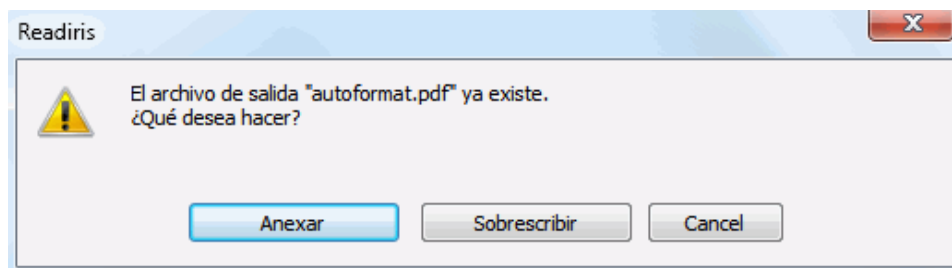 Readiris
El archivo de salida "autoformat.pdf" ya existe.
¿Qué desea hacer?
Anexar Sobrescribir Cancel